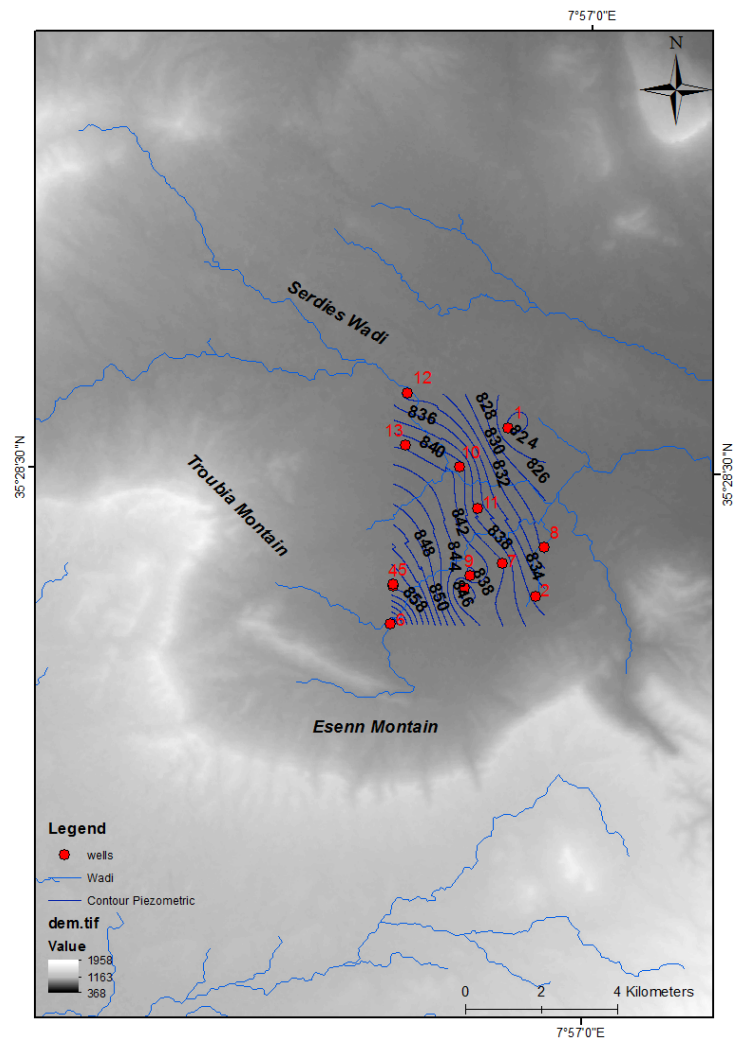 7°57'0"E
N
Serdies Wadi
12
836
828
1
824
13
840
830
10
832
826
35°28'30"N
35°28'30"N
Troubia Montain
11
842
838
848
8
844
834
9
838
7
45
846
858
850
2
6
Esenn Montain
Legend
wells
Wadi
Contour Piezometric
dem.tif
Value
1958
1163
368
0 2 4 Kilometers
7°57'0"E